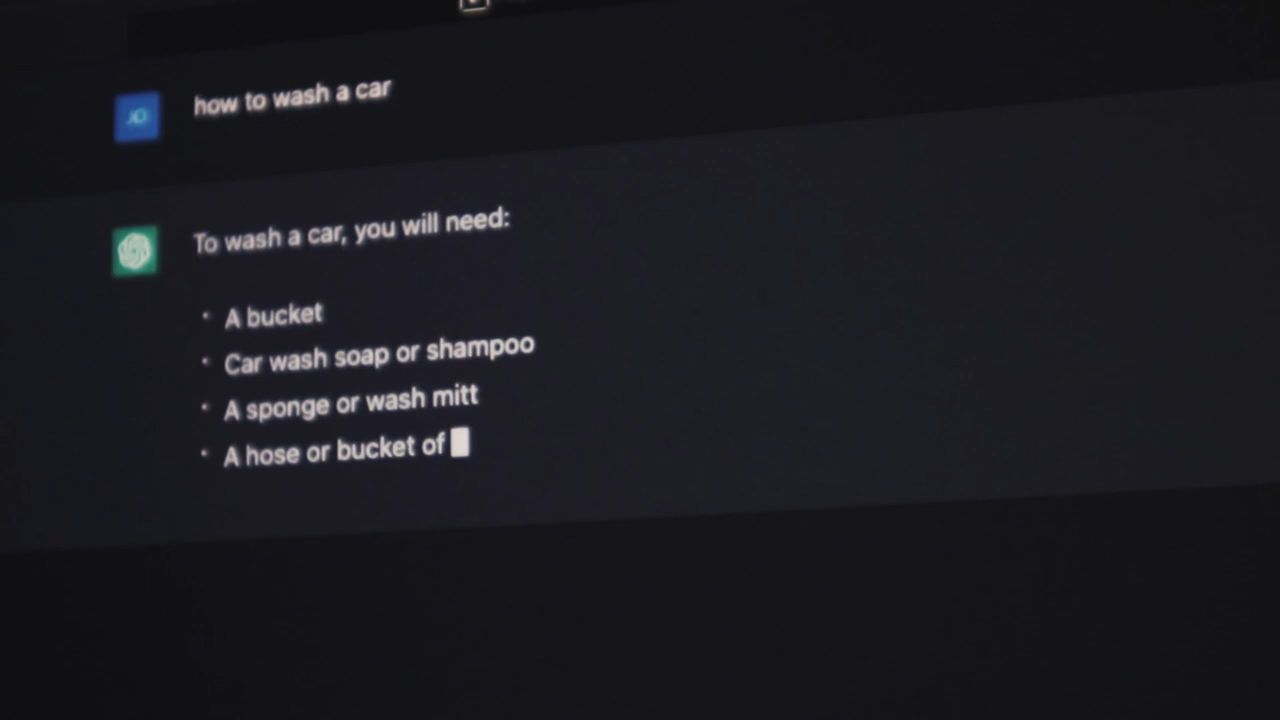 how to wash a car
To wash a car, you will need:
• A bucket
• Car wash soap or shampoo
• A sponge or wash mitt
• A hose or bucket of